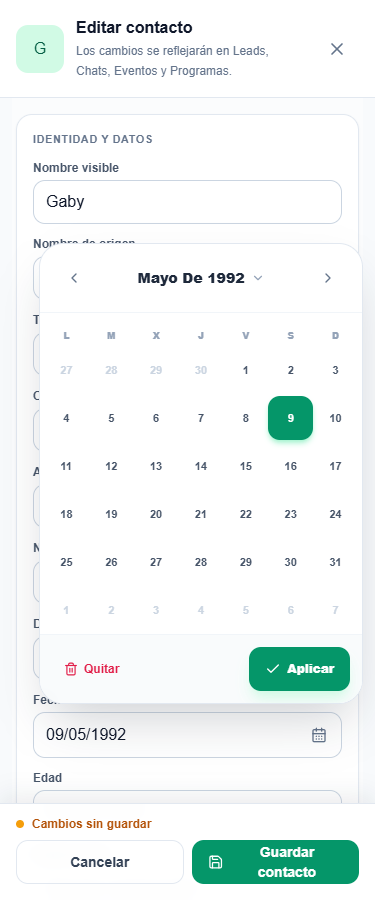 G
Editar contacto
Los cambios se reflejarán en Leads,
Chats, Eventos y Programas.
IDENTIDAD Y DATOS
Nombre visible
Gaby
Nombre de origen
Mayo De 1992
L M X J V S D
27 28 29 30 1 2 3
4 5 6 7 8 9 10
11 12 13 14 15 16 17
18 19 20 21 22 23 24
25 26 27 28 29 30 31
1 2 3 4 5 6 7
Quitar
Aplicar
09/05/1992
Edad
Cambios sin guardar
Cancelar
Guardar
contacto